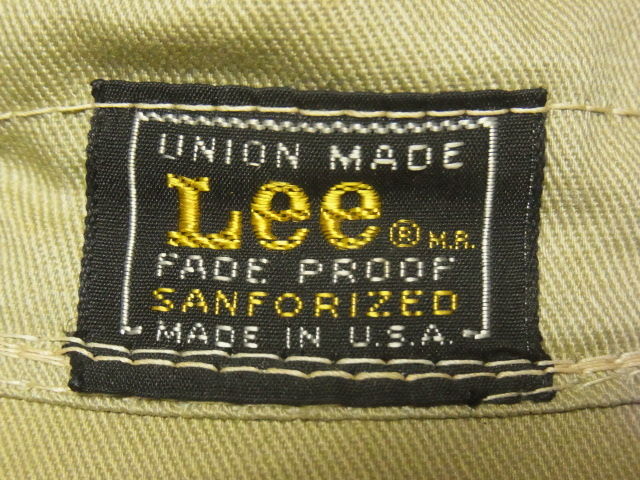 UNION MADE
Lee ® M.R.
FADE PROOF
SANFORIZED
MADE IN U.S.A.